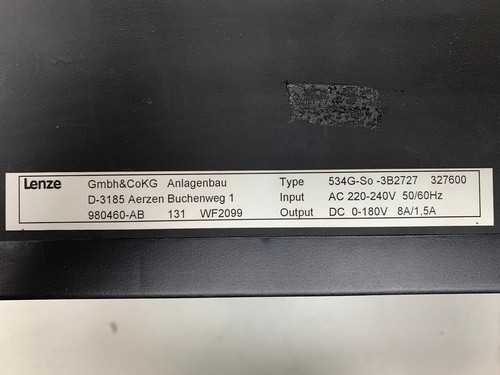 Lenze Gmbh&CoKG Anlagenbau Type 534G-So -3B2727 327600
D-3185 Aerzen Buchenweg 1 Input AC 220-240V 50/60Hz
980460-AB 131 WF2099 Output DC 0-180V 8A/1,5A